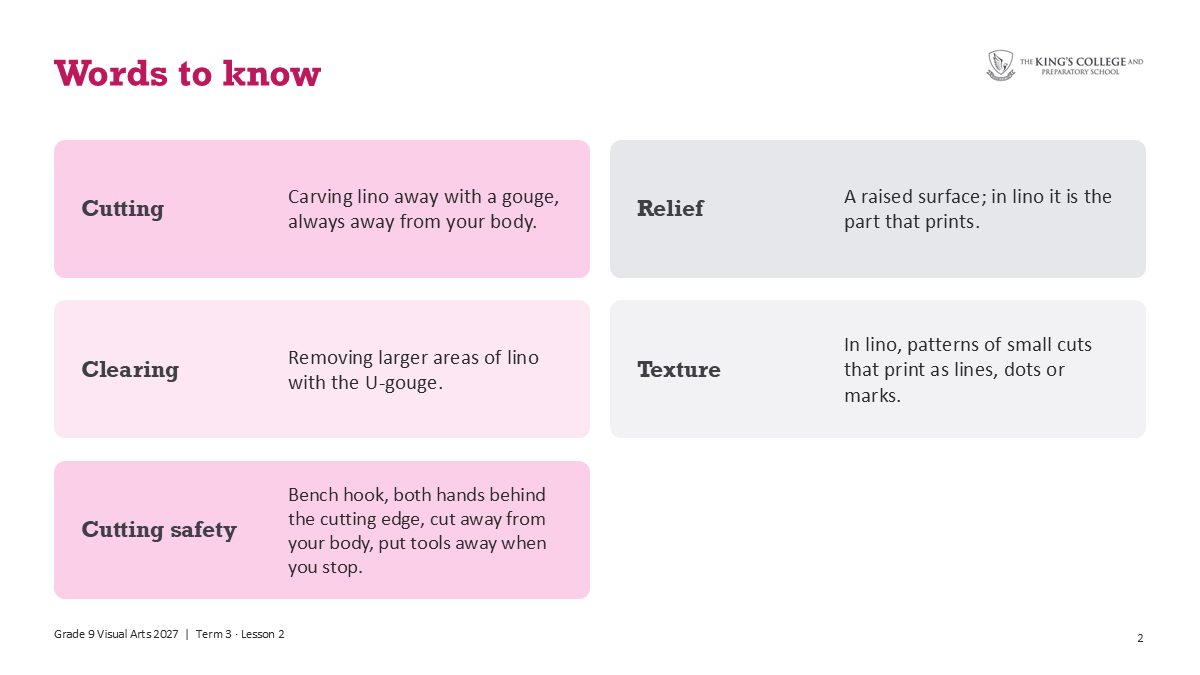 Words to know
THE KING'S COLLEGE AND
PREPARATORY SCHOOL
Cutting
Carving lino away with a gouge,
always away from your body.
Relief
A raised surface; in lino it is the
part that prints.
Clearing
Removing larger areas of lino
with the U-gouge.
Texture
In lino, patterns of small cuts
that print as lines, dots or
marks.
Cutting safety
Bench hook, both hands behind
the cutting edge, cut away from
your body, put tools away when
you stop.
Grade 9 Visual Arts 2027 | Term 3 · Lesson 2
2